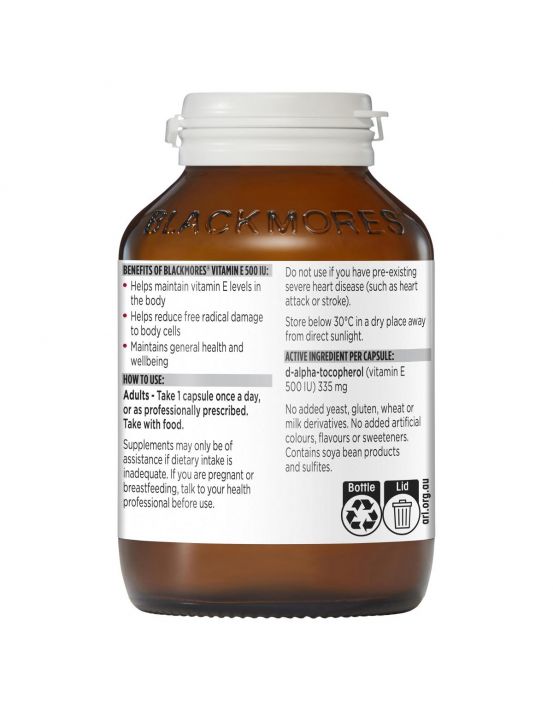 BLACKMORES
BENEFITS OF BLACKMORES® VITAMIN E 500 IU:
• Helps maintain vitamin E levels in
the body
• Helps reduce free radical damage
to body cells
• Maintains general health and
wellbeing
HOW TO USE:
Adults - Take 1 capsule once a day,
or as professionally prescribed.
Take with food.
Supplements may only be of
assistance if dietary intake is
inadequate. If you are pregnant or
breastfeeding, talk to your health
professional before use.
Do not use if you have pre-existing
severe heart disease (such as heart
attack or stroke).
Store below 30°C in a dry place away
from direct sunlight.
ACTIVE INGREDIENT PER CAPSULE:
d-alpha-tocopherol (vitamin E
500 IU) 335 mg
No added yeast, gluten, wheat or
milk derivatives. No added artificial
colours, flavours or sweeteners.
Contains soya bean products
and sulfites.
Bottle
Lid
arl.org.au